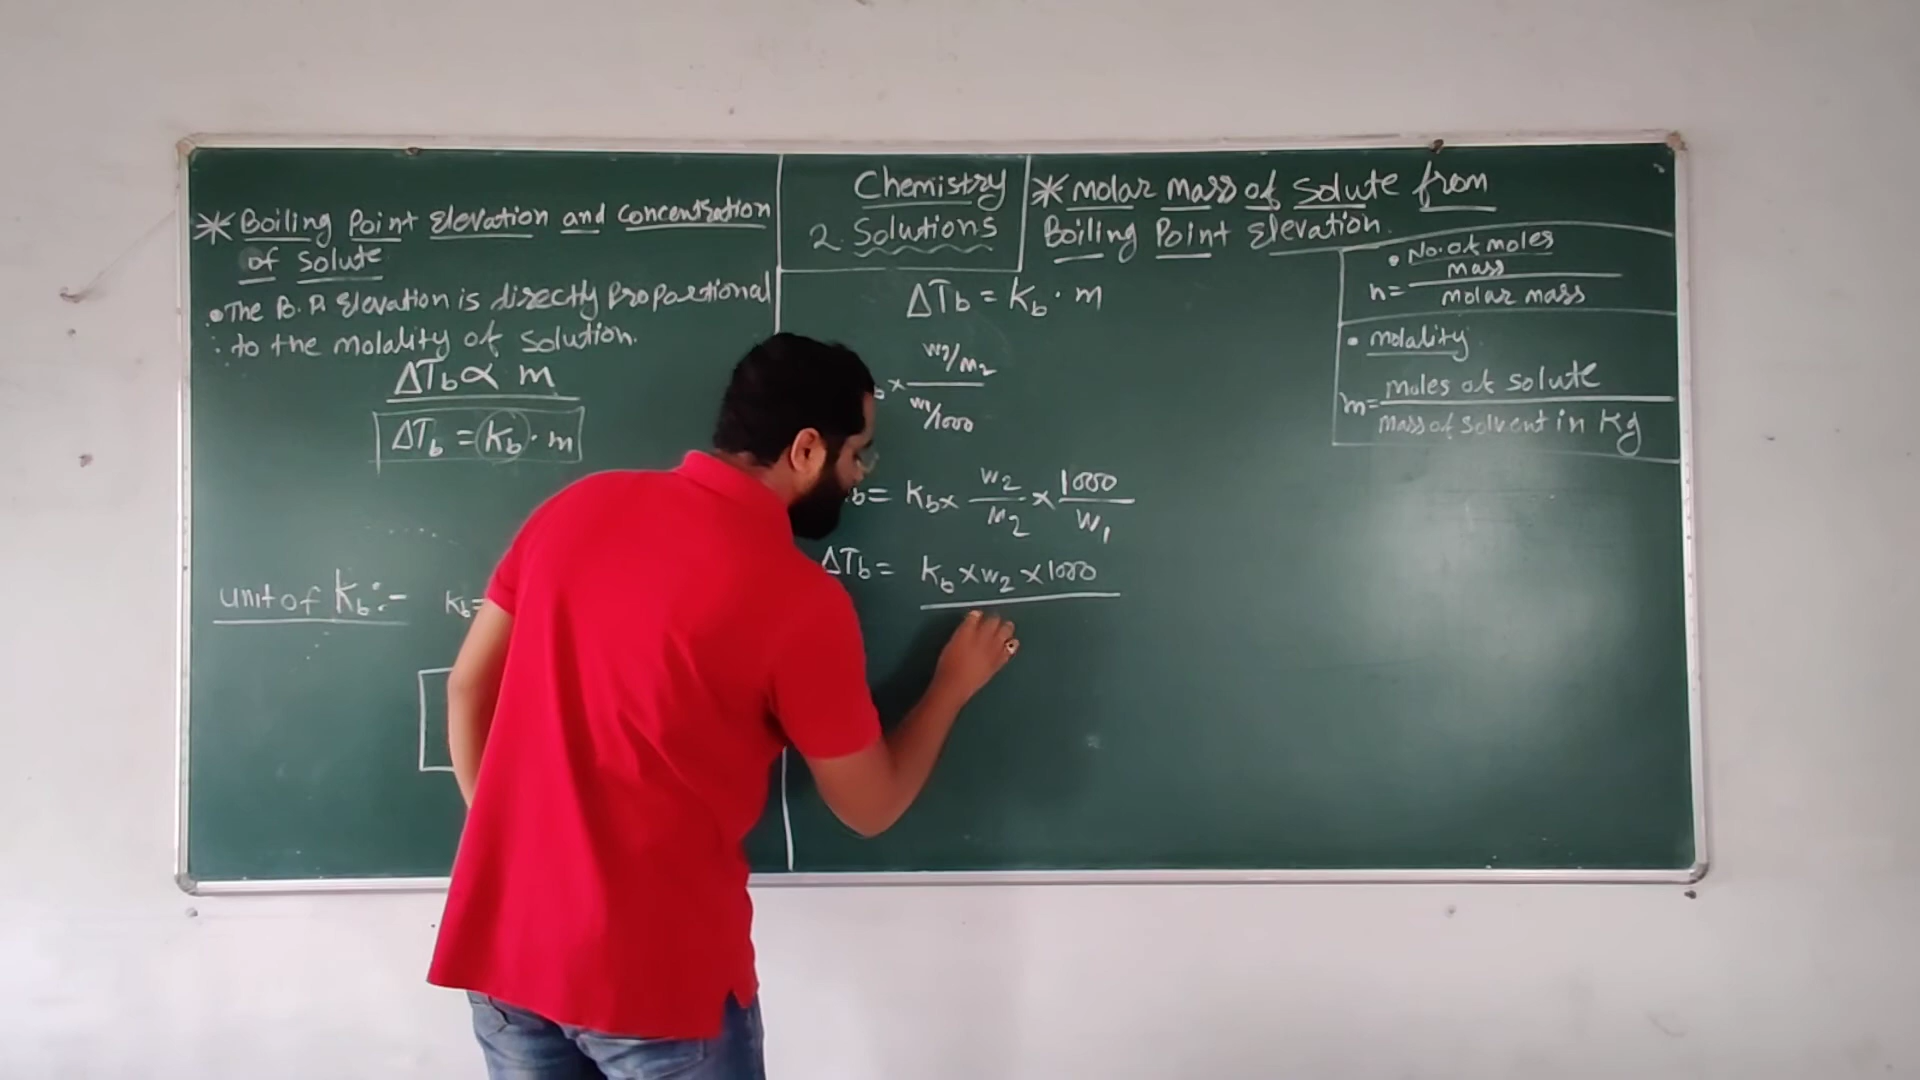 * Boiling Point Elevation and Concentration
of Solute
• The B. P. Elevation is directly Proportional
to the Molality of Solution.
ΔTb ∝ m
ΔTb = Kb · m
unit of Kb :-
Kb=
Chemistry
2. Solutions
* Molar Mass of Solute from
Boiling Point Elevation.
ΔTb = Kb · m
b × (W2/M2) / (W1/1000)
b = Kb × W2/M2 × 1000/W1
ΔTb = Kb × W2 × 1000
• No. of moles
n = mass / molar mass
• Molality
m = moles of solute / Mass of Solvent in Kg